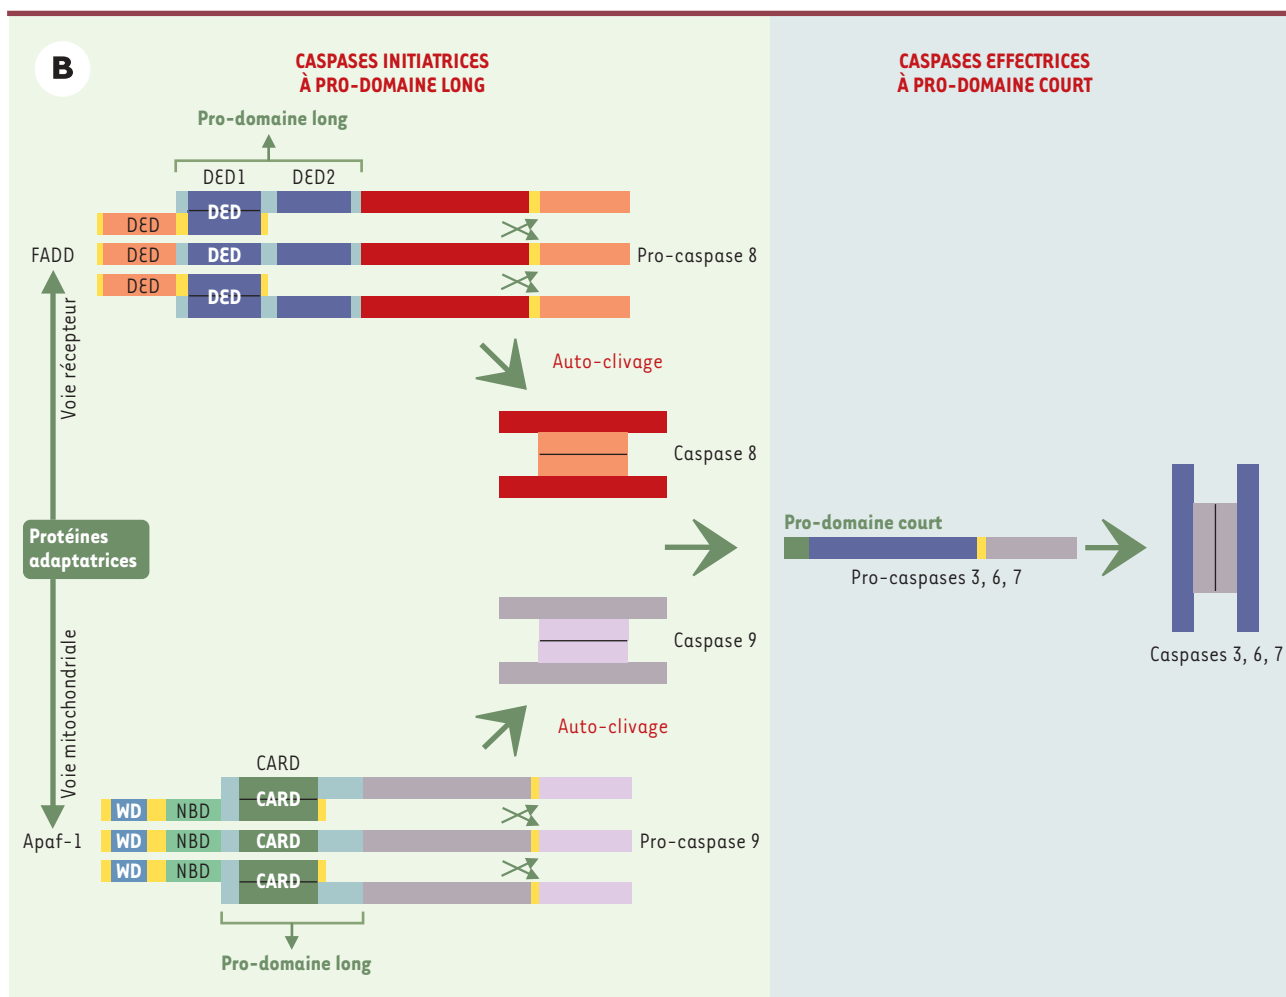 B
CASPASES INITIATRICES
À PRO-DOMAINE LONG
CASPASES EFFECTRICES
À PRO-DOMAINE COURT
Pro-domaine long
DED1
DED2
DED
DED
DED
DED
DED
DED
FADD
Pro-caspase 8
Voie récepteur
Auto-clivage
Caspase 8
Protéines
adaptatrices
Pro-domaine court
Pro-caspases 3, 6, 7
Caspases 3, 6, 7
Caspase 9
Voie mitochondriale
Auto-clivage
CARD
WD NBD CARD
WD NBD CARD
WD NBD CARD
Apaf-1
Pro-caspase 9
Pro-domaine long